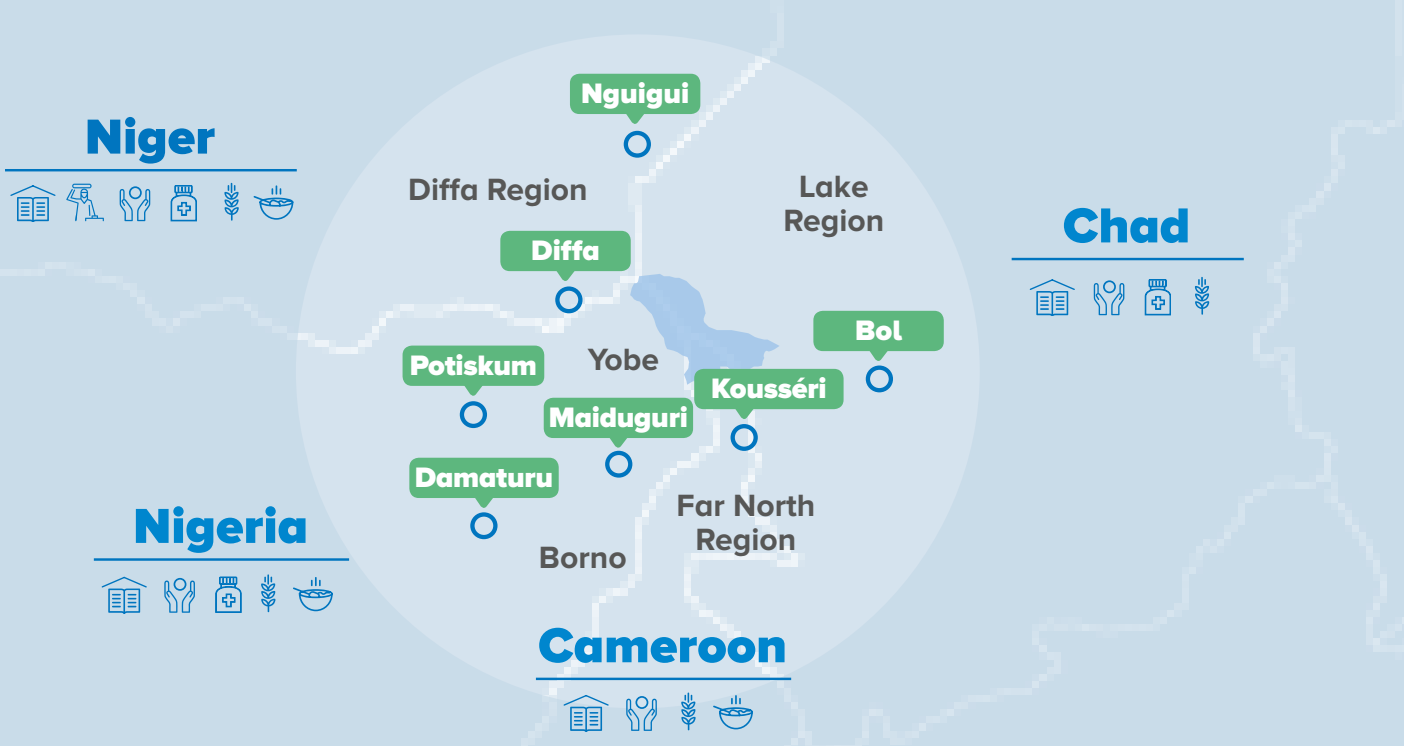 Nguigui
Niger
Diffa Region
Lake
Region
Chad
Diffa
Bol
Yobe
Potiskum
Kousséri
Maiduguri
Damaturu
Far North
Region
Nigeria
Borno
Cameroon